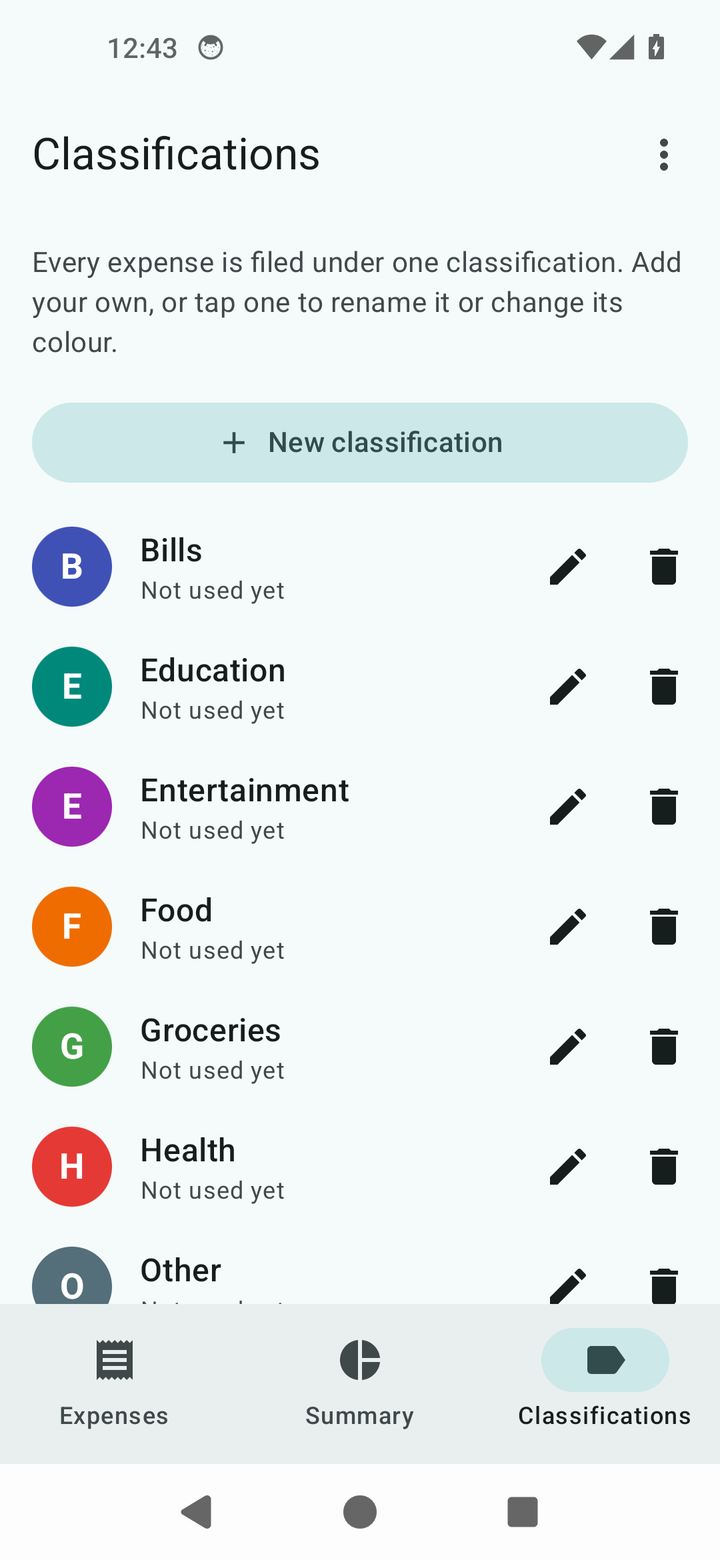 12:43
Classifications
Every expense is filed under one classification. Add
your own, or tap one to rename it or change its
colour.
New classification
B
Bills
Not used yet
E
Education
Not used yet
E
Entertainment
Not used yet
F
Food
Not used yet
G
Groceries
Not used yet
H
Health
Not used yet
O
Other
Expenses
Summary
Classifications